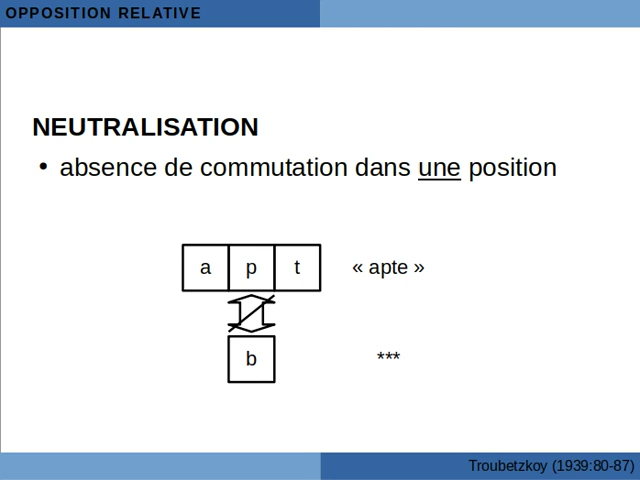 OPPOSITION RELATIVE
NEUTRALISATION
• absence de commutation dans une position
a p t « apte »
b ***
Troubetzkoy (1939:80-87)